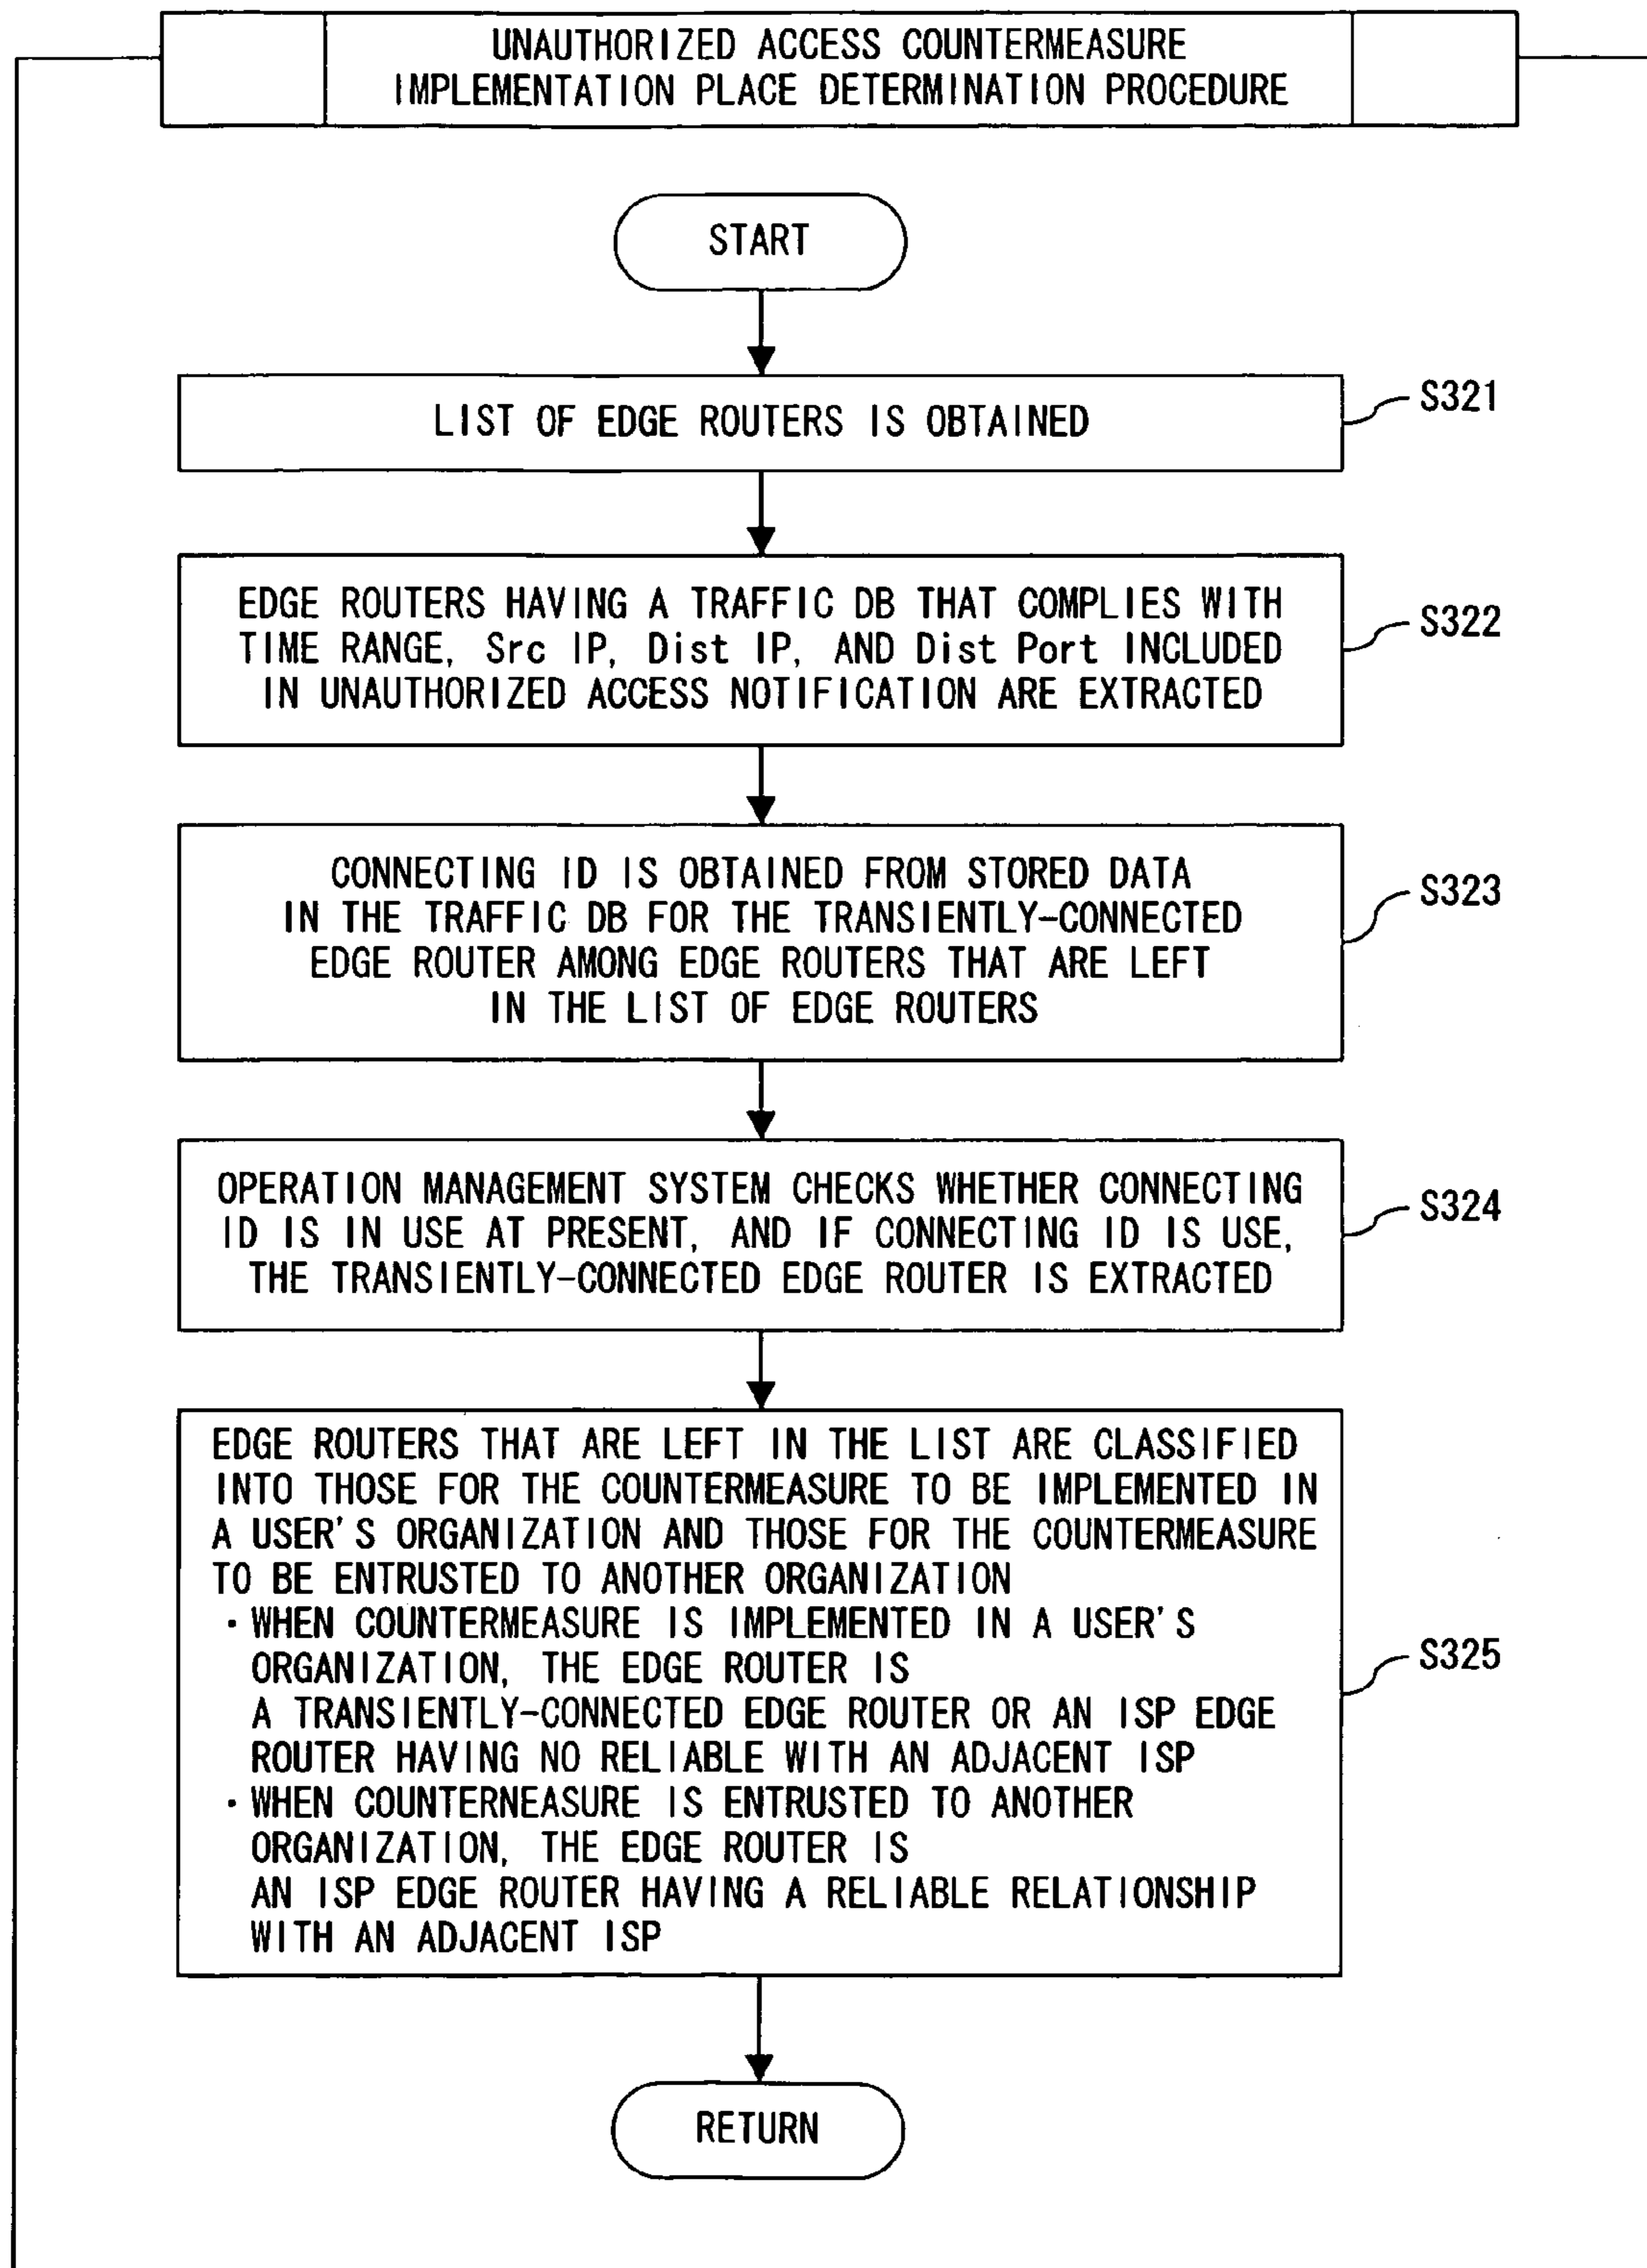 UNAUTHORIZED ACCESS COUNTERMEASURE
IMPLEMENTATION PLACE DETERMINATION PROCEDURE
START
LIST OF EDGE ROUTERS IS OBTAINED
S321
EDGE ROUTERS HAVING A TRAFFIC DB THAT COMPLIES WITH
TIME RANGE, Src IP, Dist IP, AND Dist Port INCLUDED
IN UNAUTHORIZED ACCESS NOTIFICATION ARE EXTRACTED
S322
CONNECTING ID IS OBTAINED FROM STORED DATA
IN THE TRAFFIC DB FOR THE TRANSIENTLY-CONNECTED
EDGE ROUTER AMONG EDGE ROUTERS THAT ARE LEFT
IN THE LIST OF EDGE ROUTERS
S323
OPERATION MANAGEMENT SYSTEM CHECKS WHETHER CONNECTING
ID IS IN USE AT PRESENT, AND IF CONNECTING ID IS USE,
THE TRANSIENTLY-CONNECTED EDGE ROUTER IS EXTRACTED
S324
EDGE ROUTERS THAT ARE LEFT IN THE LIST ARE CLASSIFIED
INTO THOSE FOR THE COUNTERMEASURE TO BE IMPLEMENTED IN
A USER'S ORGANIZATION AND THOSE FOR THE COUNTERMEASURE
TO BE ENTRUSTED TO ANOTHER ORGANIZATION
・WHEN COUNTERMEASURE IS IMPLEMENTED IN A USER'S
ORGANIZATION, THE EDGE ROUTER IS
A TRANSIENTLY-CONNECTED EDGE ROUTER OR AN ISP EDGE
ROUTER HAVING NO RELIABLE WITH AN ADJACENT ISP
・WHEN COUNTERNEASURE IS ENTRUSTED TO ANOTHER
ORGANIZATION, THE EDGE ROUTER IS
AN ISP EDGE ROUTER HAVING A RELIABLE RELATIONSHIP
WITH AN ADJACENT ISP
S325
RETURN